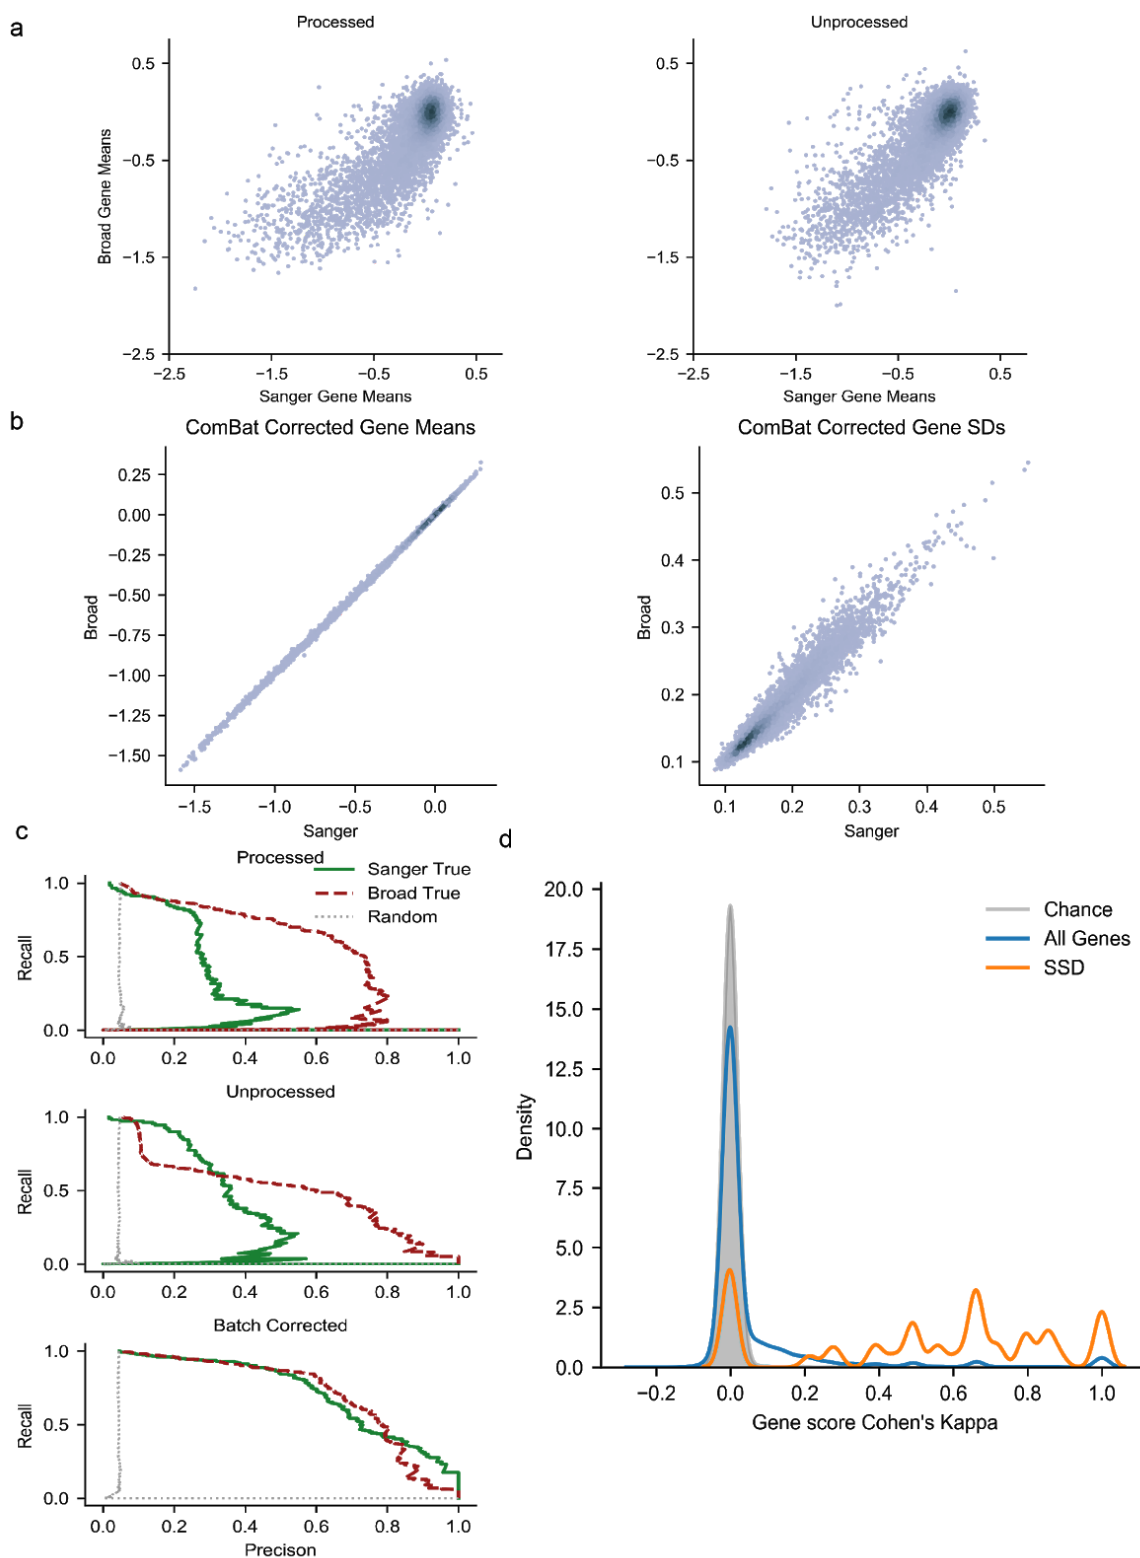 a
Processed
Unprocessed
0.5
−0.5
−1.5
−2.5
Broad Gene Means
−2.5 −1.5 −0.5 0.5
Sanger Gene Means
0.5
−0.5
−1.5
−2.5
−2.5 −1.5 −0.5 0.5
Sanger Gene Means
b
ComBat Corrected Gene Means
0.25
0.00
−0.25
−0.50
−0.75
−1.00
−1.25
−1.50
Broad
−1.5 −1.0 −0.5 0.0
Sanger
ComBat Corrected Gene SDs
0.5
0.4
0.3
0.2
0.1
Broad
0.1 0.2 0.3 0.4 0.5
Sanger
c
Processed
Sanger True
Broad True
Random
1.0
0.5
0.0
Recall
0.0 0.2 0.4 0.6 0.8 1.0
Unprocessed
1.0
0.5
0.0
Recall
0.0 0.2 0.4 0.6 0.8 1.0
Batch Corrected
1.0
0.5
0.0
Recall
0.0 0.2 0.4 0.6 0.8 1.0
Precison
d
20.0
17.5
15.0
12.5
10.0
7.5
5.0
2.5
0.0
Density
Chance
All Genes
SSD
−0.2 0.0 0.2 0.4 0.6 0.8 1.0
Gene score Cohen's Kappa